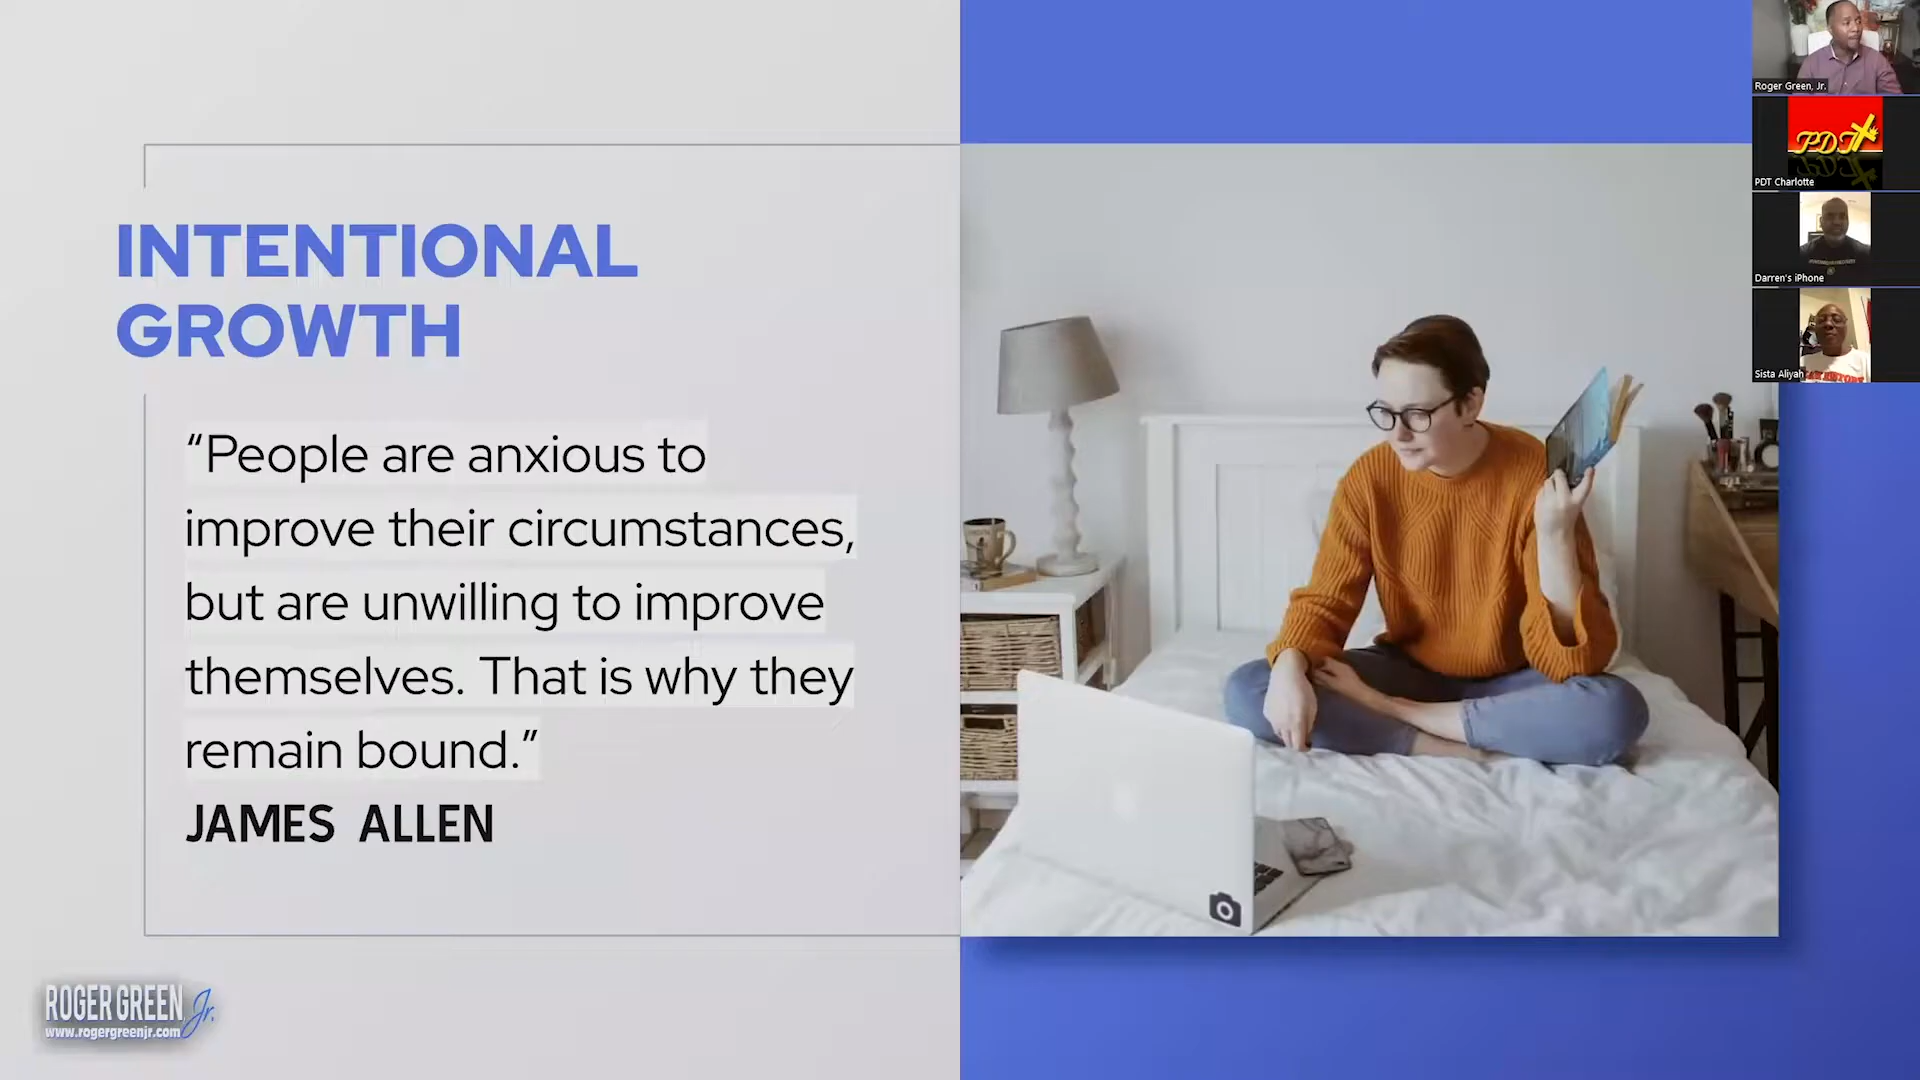 INTENTIONAL
GROWTH
“People are anxious to
improve their circumstances,
but are unwilling to improve
themselves. That is why they
remain bound.”
JAMES ALLEN
ROGER GREEN Jr.
www.rogergreenjr.com
Roger Green, Jr.
PDT
PDT Charlotte
Darren's iPhone
Sista Aliyah